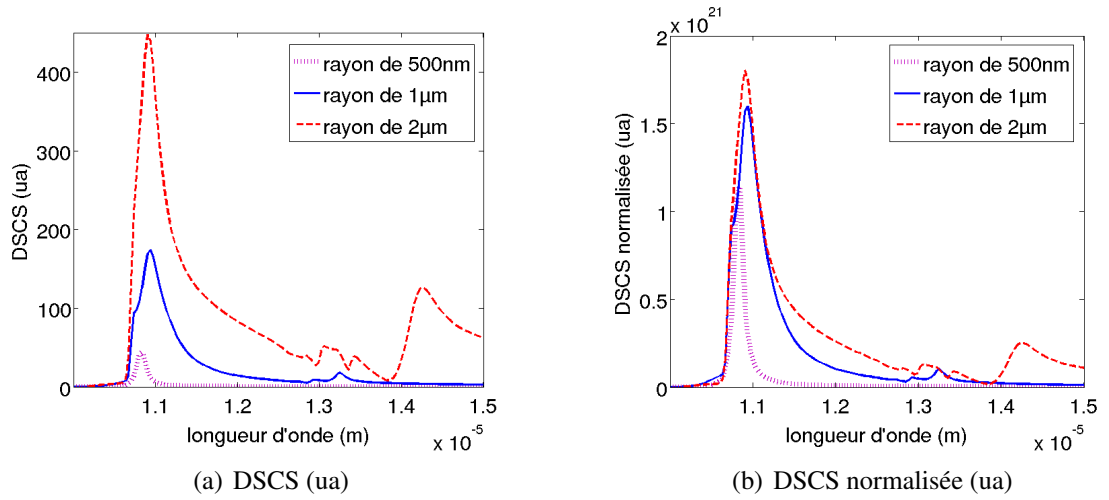 400
300
200
100
0
DSCS (ua)
rayon de 500nm
rayon de 1µm
rayon de 2µm
1.1
1.2
1.3
1.4
1.5
longueur d'onde (m)
x 10⁻⁵
(a) DSCS (ua)
x 10²¹
2
1.5
1
0.5
0
DSCS normalisée (ua)
rayon de 500nm
rayon de 1µm
rayon de 2µm
1.1
1.2
1.3
1.4
1.5
longueur d'onde (m)
x 10⁻⁵
(b) DSCS normalisée (ua)